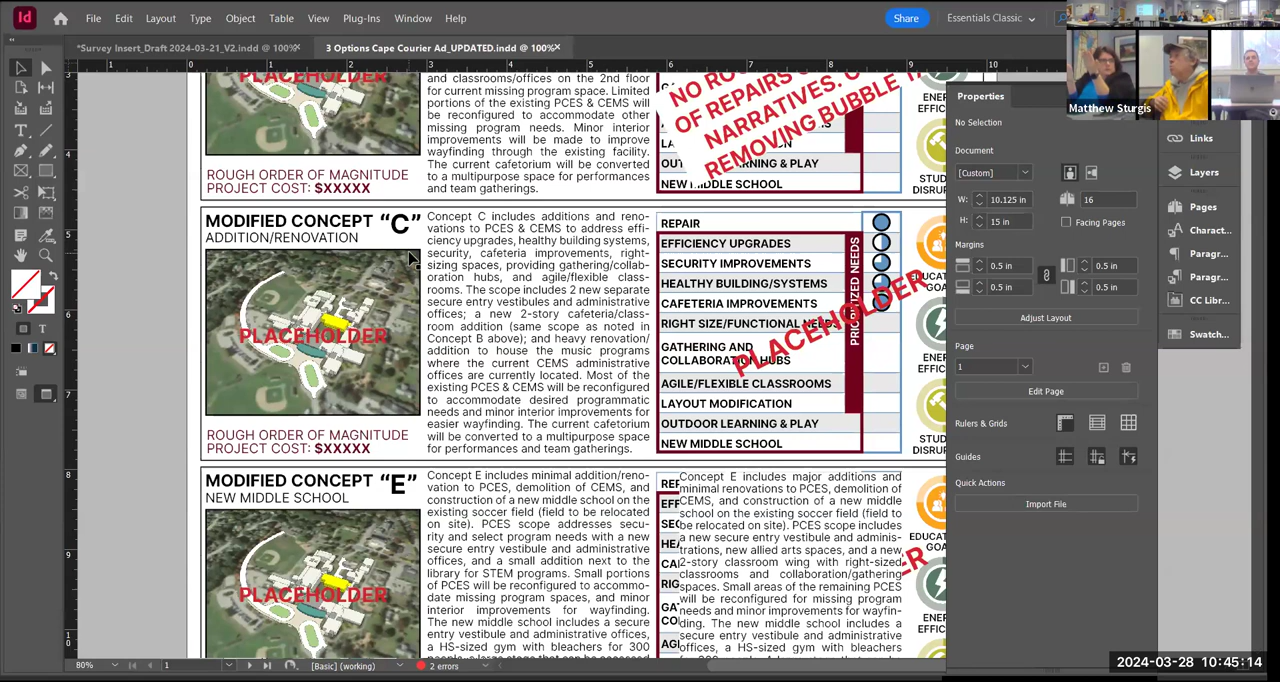 Id
File Edit Layout Type Object Table View Plug-Ins Window Help
Share
Essentials Classic
*Survey Insert_Draft 2024-03-21_V2.indd @ 100%
3 Options Cape Courier Ad_UPDATED.indd @ 100%
Matthew Sturgis
0 1 2 3 4 5 6 7 8 9 10
PLACEHOLDER
ROUGH ORDER OF MAGNITUDE
PROJECT COST: $XXXXX
and classrooms/offices on the 2nd floor
for current missing program space. Limited
portions of the existing PCES & CEMS will
be reconfigured to accommodate other
missing program needs. Minor interior
improvements will be made to improve
wayfinding through the existing facility.
The current cafetorium will be converted
to a multipurpose space for performances
and team gatherings.
OF REPAIRS
NARRATIVES.
REMOVING BUBBLE
LEARNING & PLAY
NEW MIDDLE SCHOOL
MODIFIED CONCEPT “C”
ADDITION/RENOVATION
PLACEHOLDER
ROUGH ORDER OF MAGNITUDE
PROJECT COST: $XXXXX
Concept C includes additions and reno-
vations to PCES & CEMS to address effi-
ciency upgrades, healthy building systems,
security, cafeteria improvements, right-
sizing spaces, providing gathering/collab-
oration hubs, and agile/flexible class-
rooms. The scope includes 2 new separate
secure entry vestibules and administrative
offices; a new 2-story cafeteria/class-
room addition (same scope as noted in
Concept B above); and heavy renovation/
addition to house the music programs
where the current CEMS administrative
offices are currently located. Most of the
existing PCES & CEMS will be reconfigured
to accommodate desired programmatic
needs and minor interior improvements for
easier wayfinding. The current cafetorium
will be converted to a multipurpose space
for performances and team gatherings.
REPAIR
EFFICIENCY UPGRADES
SECURITY IMPROVEMENTS
HEALTHY BUILDING/SYSTEMS
CAFETERIA IMPROVEMENTS
RIGHT SIZE/FUNCTIONAL NEEDS
GATHERING AND
COLLABORATION HUBS
AGILE/FLEXIBLE CLASSROOMS
LAYOUT MODIFICATION
OUTDOOR LEARNING & PLAY
NEW MIDDLE SCHOOL
PRIORITIZED NEEDS
PLACEHOLDER
MODIFIED CONCEPT “E”
NEW MIDDLE SCHOOL
PLACEHOLDER
Concept E includes minimal addition/reno-
vation to PCES, demolition of CEMS, and
construction of a new middle school on the
existing soccer field (field to be relocated
on site). PCES scope addresses secu-
rity and select program needs with a new
secure entry vestibule and administrative
offices, and a small addition next to the
library for STEM programs. Small portions
of PCES will be reconfigured to accommo-
date missing program spaces, and minor
interior improvements for wayfinding.
The new middle school includes a secure
entry vestibule and administrative offices,
a HS-sized gym with bleachers for 300
Concept E includes major additions and
minimal renovations to PCES, demolition of
CEMS, and construction of a new middle
school on the existing soccer field (field to
be relocated on site). PCES scope includes
a new secure entry vestibule and adminis-
trations, new allied arts spaces, and a new
2-story classroom wing with right-sized
classrooms and collaboration/gathering
spaces. Small areas of the remaining PCES
will be reconfigured for missing program
needs and minor improvements for wayfin-
ding. The new middle school includes a
secure entry vestibule and administrative
offices, a HS-sized gym with bleachers
Properties
No Selection
Document
[Custom]
W: 10.125 in 16
H: 15 in Facing Pages
Margins
0.5 in 0.5 in
0.5 in 0.5 in
Adjust Layout
Page
1
Edit Page
Rulers & Grids
Guides
Quick Actions
Import File
Links
Layers
Pages
Charact...
Paragr...
Paragr...
CC Libr...
Swatch...
80% 1 [Basic] (working) 2 errors
2024-03-28 10:45:14